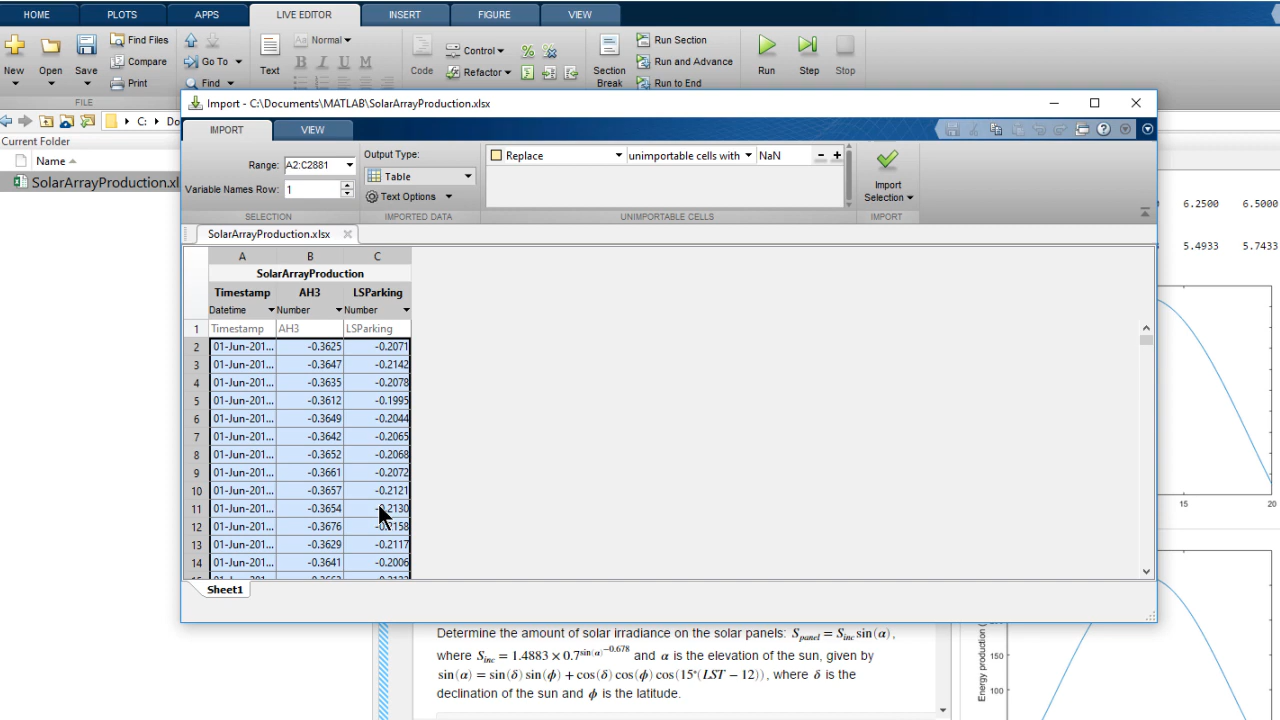 HOME PLOTS APPS LIVE EDITOR INSERT FIGURE VIEW
New Open Save Find Files Compare Print Go To Find Text Normal B I U M Code Control Refactor Section Break Run Section Run and Advance Run to End Run Step Stop
FILE
Import - C:\Documents\MATLAB\SolarArrayProduction.xlsx
C: Do
Current Folder
Name
SolarArrayProduction.xl
IMPORT VIEW
Range: A2:C2881
Variable Names Row: 1
SELECTION
Output Type:
Table
Text Options
IMPORTED DATA
Replace unimportable cells with NaN
UNIMPORTABLE CELLS
Import Selection
IMPORT
SolarArrayProduction.xlsx
A B C
SolarArrayProduction
Timestamp AH3 LSParking
Datetime Number Number
1 Timestamp AH3 LSParking
2 01-Jun-201... -0.3625 -0.2071
3 01-Jun-201... -0.3647 -0.2142
4 01-Jun-201... -0.3635 -0.2078
5 01-Jun-201... -0.3612 -0.1995
6 01-Jun-201... -0.3649 -0.2044
7 01-Jun-201... -0.3642 -0.2065
8 01-Jun-201... -0.3652 -0.2068
9 01-Jun-201... -0.3661 -0.2072
10 01-Jun-201... -0.3657 -0.2121
11 01-Jun-201... -0.3654 -0.2130
12 01-Jun-201... -0.3676 -0.2158
13 01-Jun-201... -0.3629 -0.2117
14 01-Jun-201... -0.3641 -0.2006
Sheet1
6.2500 6.5000
5.4933 5.7433
15 20
Determine the amount of solar irradiance on the solar panels: S_panel = S_inc sin(α),
where S_inc = 1.4883 × 0.7^sin(α)^−0.678 and α is the elevation of the sun, given by
sin(α) = sin(δ) sin(ϕ) + cos(δ) cos(ϕ) cos(15°(LST − 12)), where δ is the
declination of the sun and ϕ is the latitude.
Energy production
150
100